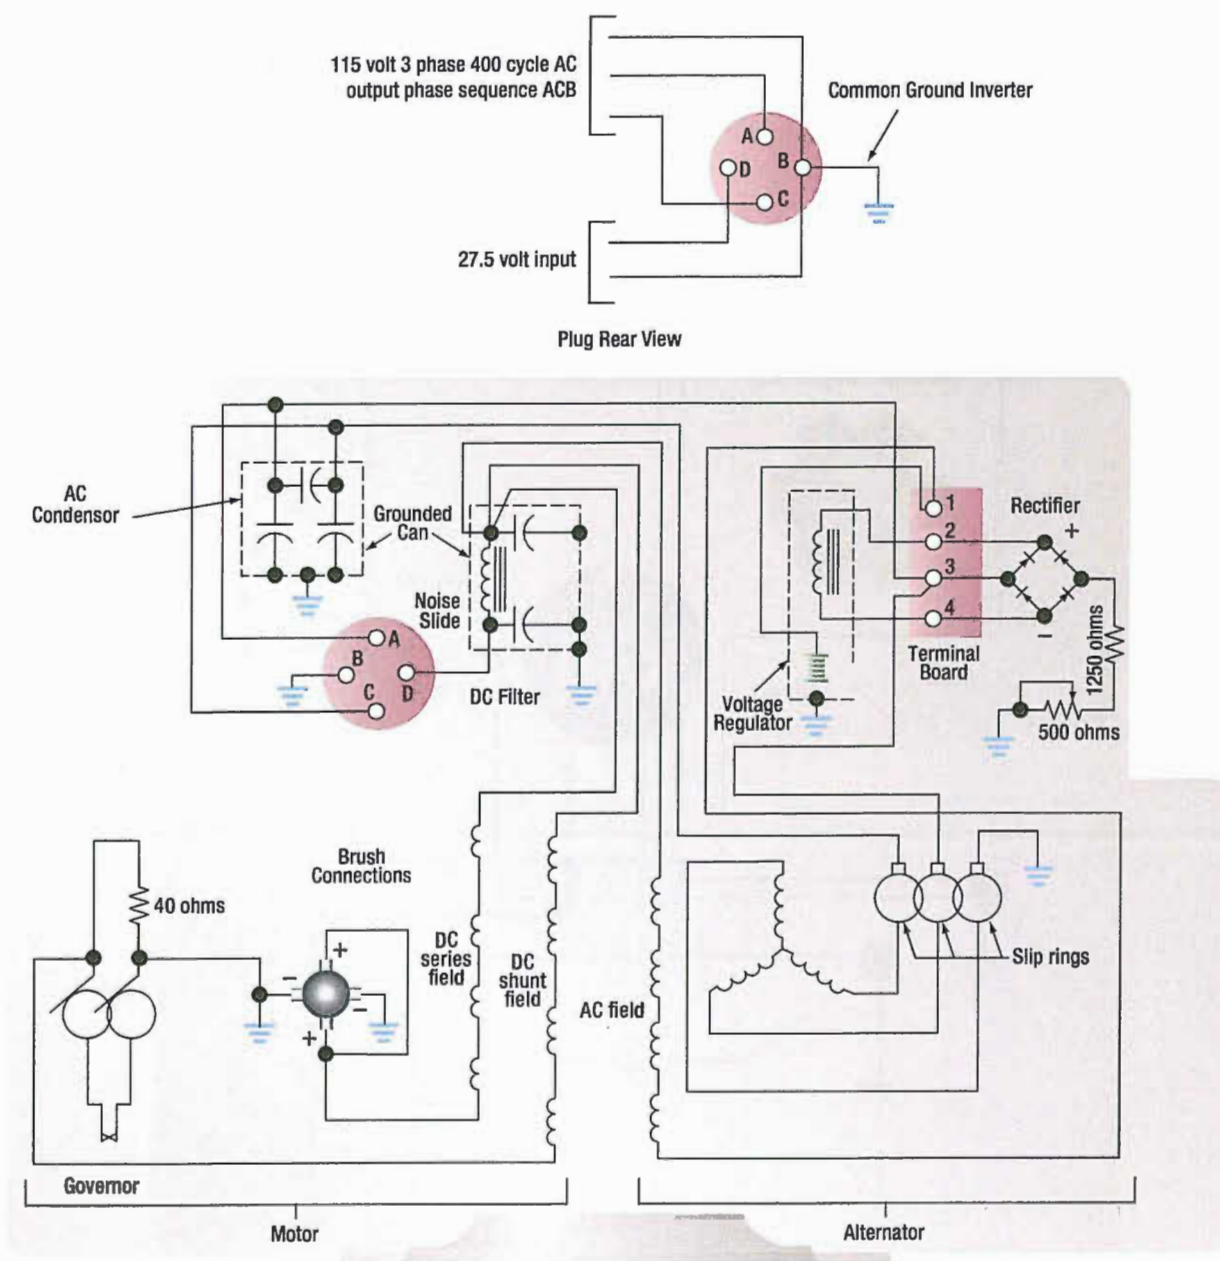 115 volt 3 phase 400 cycle AC
output phase sequence ACB
Common Ground Inverter
A
B
D
C
27.5 volt input
Plug Rear View
AC
Condensor
Grounded
Can
Noise
Slide
A
B
C
D
DC Filter
1
2
3
4
Rectifier
+
−
Terminal
Board
1250 ohms
500 ohms
Voltage
Regulator
40 ohms
Brush
Connections
+
−
−
+
DC
series
field
DC
shunt
field
AC field
Slip rings
Governor
Motor
Alternator